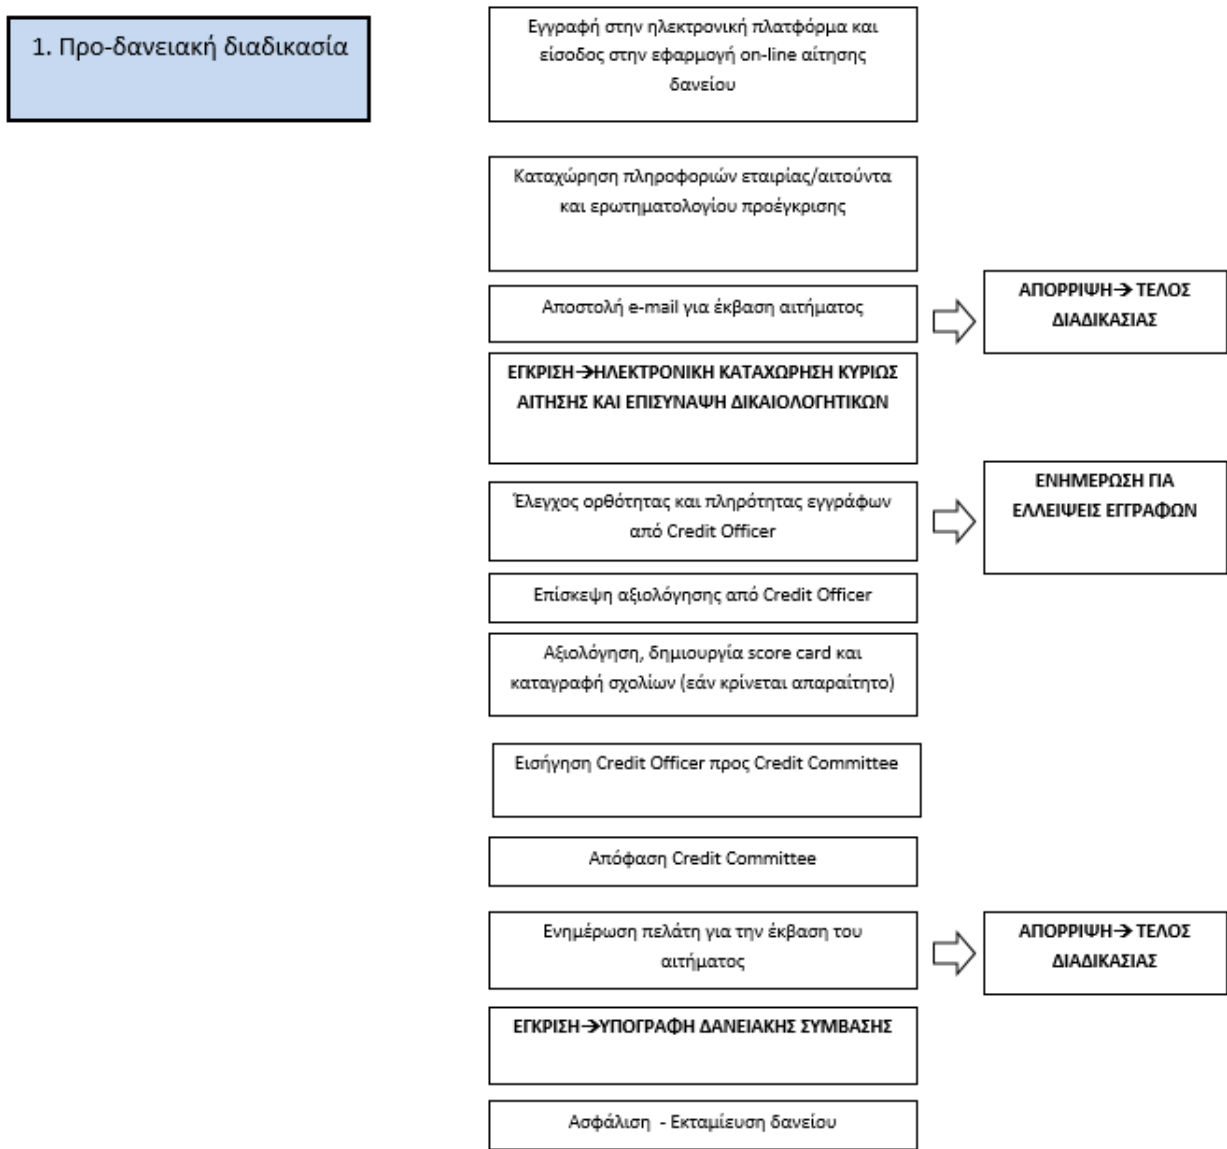 1. Προ-δανειακή διαδικασία
Εγγραφή στην ηλεκτρονική πλατφόρμα και
είσοδος στην εφαρμογή on-line αίτησης
δανείου
Καταχώρηση πληροφοριών εταιρίας/αιτούντα
και ερωτηματολογίου προέγκρισης
Αποστολή e-mail για έκβαση αιτήματος
ΑΠΟΡΡΙΨΗ→ ΤΕΛΟΣ
ΔΙΑΔΙΚΑΣΙΑΣ
ΕΓΚΡΙΣΗ→ΗΛΕΚΤΡΟΝΙΚΗ ΚΑΤΑΧΩΡΗΣΗ ΚΥΡΙΩΣ
ΑΙΤΗΣΗΣ ΚΑΙ ΕΠΙΣΥΝΑΨΗ ΔΙΚΑΙΟΛΟΓΗΤΙΚΩΝ
Έλεγχος ορθότητας και πληρότητας εγγράφων
από Credit Officer
ΕΝΗΜΕΡΩΣΗ ΓΙΑ
ΕΛΛΕΙΨΕΙΣ ΕΓΓΡΑΦΩΝ
Επίσκεψη αξιολόγησης από Credit Officer
Αξιολόγηση, δημιουργία score card και
καταγραφή σχολίων (εάν κρίνεται απαραίτητο)
Εισήγηση Credit Officer προς Credit Committee
Απόφαση Credit Committee
Ενημέρωση πελάτη για την έκβαση του
αιτήματος
ΑΠΟΡΡΙΨΗ→ ΤΕΛΟΣ
ΔΙΑΔΙΚΑΣΙΑΣ
ΕΓΚΡΙΣΗ→ΥΠΟΓΡΑΦΗ ΔΑΝΕΙΑΚΗΣ ΣΥΜΒΑΣΗΣ
Ασφάλιση - Εκταμίευση δανείου